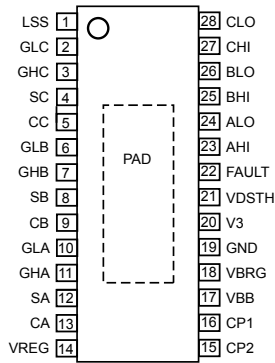 LSS 1 28 CLO
GLC 2 27 CHI
GHC 3 26 BLO
SC 4 25 BHI
CC 5 24 ALO
GLB 6 23 AHI
GHB 7 PAD 22 FAULT
SB 8 21 VDSTH
CB 9 20 V3
GLA 10 19 GND
GHA 11 18 VBRG
SA 12 17 VBB
CA 13 16 CP1
VREG 14 15 CP2